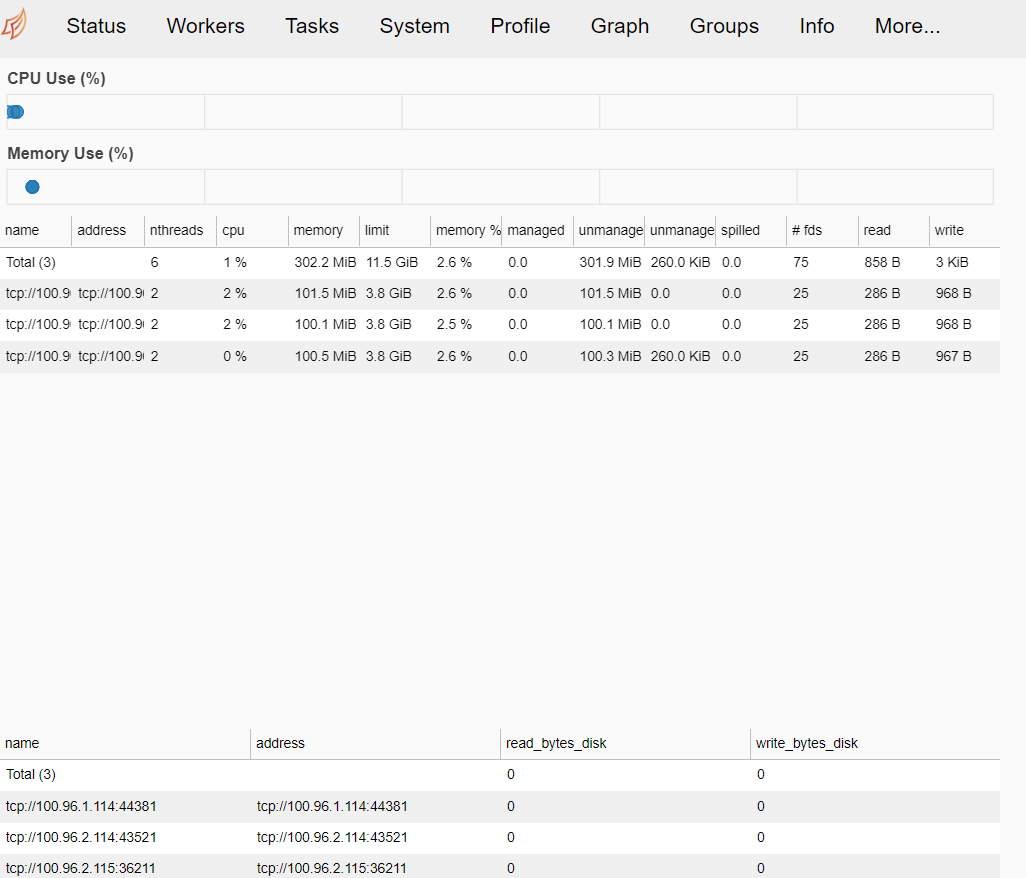 Status Workers Tasks System Profile Graph Groups Info More...
CPU Use (%)
Memory Use (%)
name address nthreads cpu memory limit memory % managed unmanage unmanage spilled # fds read write
Total (3) 6 1 % 302.2 MiB 11.5 GiB 2.6 % 0.0 301.9 MiB 260.0 KiB 0.0 75 858 B 3 KiB
tcp://100.9 tcp://100.9 2 2 % 101.5 MiB 3.8 GiB 2.6 % 0.0 101.5 MiB 0.0 0.0 25 286 B 968 B
tcp://100.9 tcp://100.9 2 2 % 100.1 MiB 3.8 GiB 2.5 % 0.0 100.1 MiB 0.0 0.0 25 286 B 968 B
tcp://100.9 tcp://100.9 2 0 % 100.5 MiB 3.8 GiB 2.6 % 0.0 100.3 MiB 260.0 KiB 0.0 25 286 B 967 B
name address read_bytes_disk write_bytes_disk
Total (3) 0 0
tcp://100.96.1.114:44381 tcp://100.96.1.114:44381 0 0
tcp://100.96.2.114:43521 tcp://100.96.2.114:43521 0 0
tcp://100.96.2.115:36211 tcp://100.96.2.115:36211 0 0